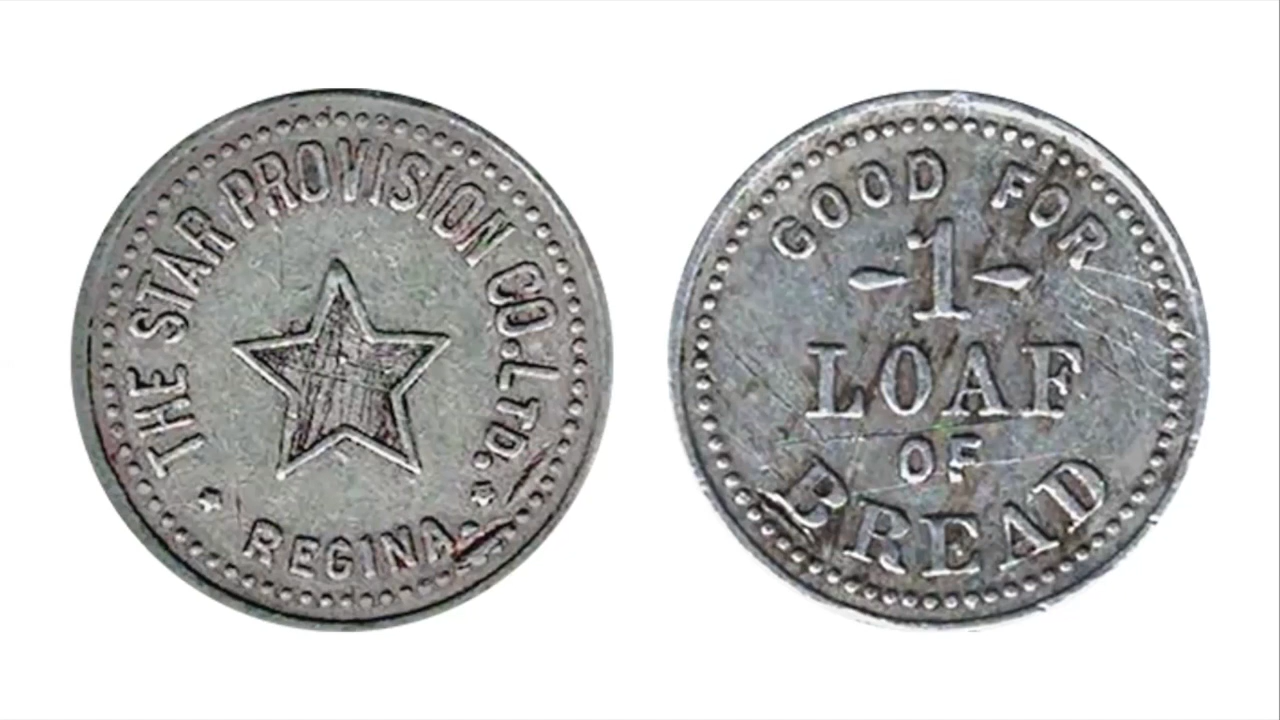 THE STAR PROVISION CO. LTD.
REGINA.
GOOD FOR
1
LOAF
OF
BREAD